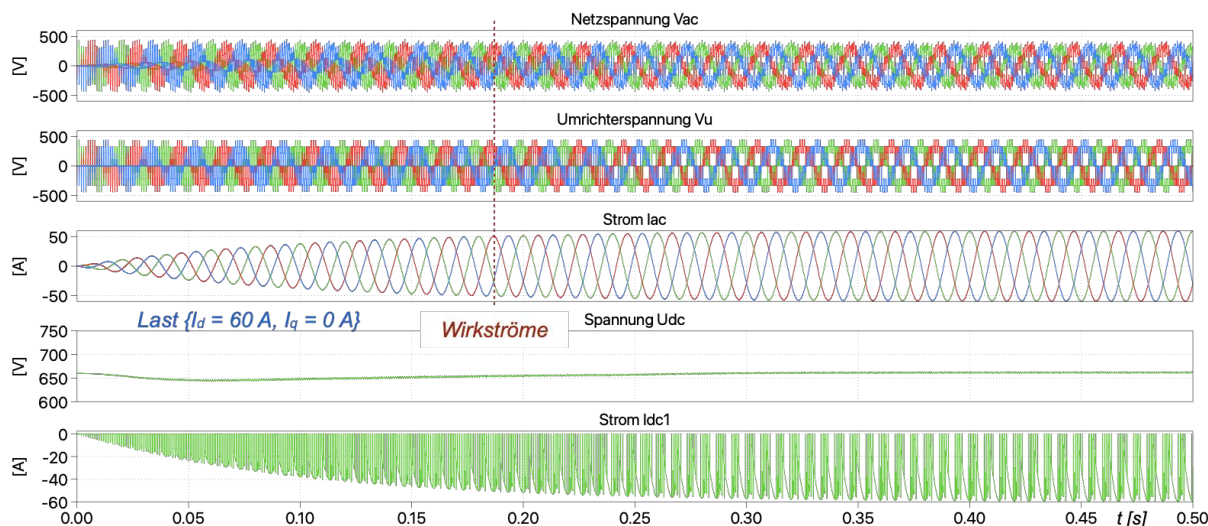 Netzspannung Vac
500
0
-500
[V]
Umrichterspannung Vu
500
0
-500
[V]
Strom Iac
50
0
-50
[A]
Last {Id = 60 A, Iq = 0 A}
Wirkströme
Spannung Udc
750
700
650
600
[V]
Strom Idc1
0
-20
-40
-60
[A]
0.00 0.05 0.10 0.15 0.20 0.25 0.30 0.35 0.40 0.45 t [s] 0.50